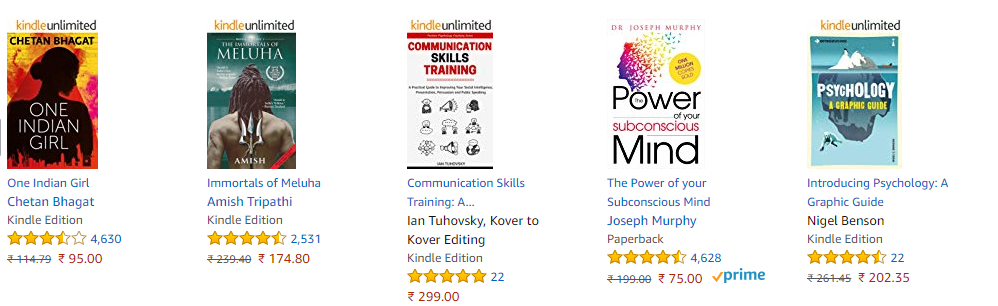 kindleunlimited
CHETAN BHAGAT
ONE
INDIAN
GIRL
One Indian Girl
Chetan Bhagat
Kindle Edition
4,630
₹ 114.79 ₹ 95.00
kindleunlimited
THE IMMORTALS OF
MELUHA
AMISH
Immortals of Meluha
Amish Tripathi
Kindle Edition
2,531
₹ 239.40 ₹ 174.80
kindleunlimited
COMMUNICATION
SKILLS
TRAINING
A Practical Guide to Improving Your Social Intelligence,
Presentation, Persuasion and Public Speaking
IAN TUHOVSKY
Communication Skills
Training: A...
Ian Tuhovsky, Kover to
Kover Editing
Kindle Edition
22
₹ 299.00
DR JOSEPH MURPHY
ONE
MILLION
COPIES
SOLD
The Power
of your
subconscious
Mind
The Power of your
Subconscious Mind
Joseph Murphy
Paperback
4,628
₹ 199.00 ₹ 75.00 prime
kindleunlimited
PSYCHOLOGY
A GRAPHIC GUIDE
Introducing Psychology: A
Graphic Guide
Nigel Benson
Kindle Edition
22
₹ 261.45 ₹ 202.35